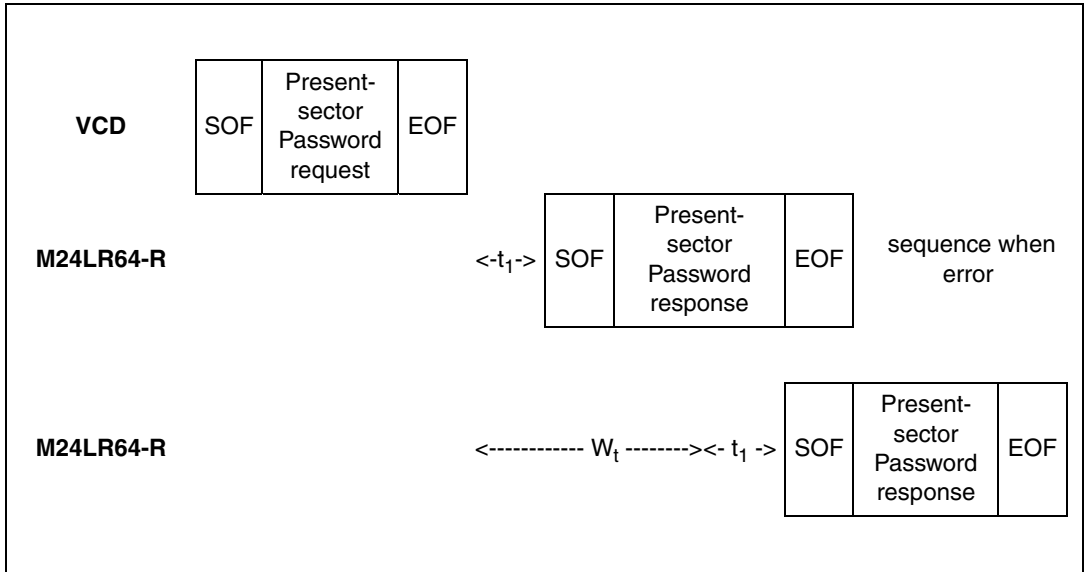 VCD
SOF
Present-
sector
Password
request
EOF
M24LR64-R
<-t1->
SOF
Present-
sector
Password
response
EOF
sequence when
error
M24LR64-R
<------------ Wt --------><- t1 ->
SOF
Present-
sector
Password
response
EOF